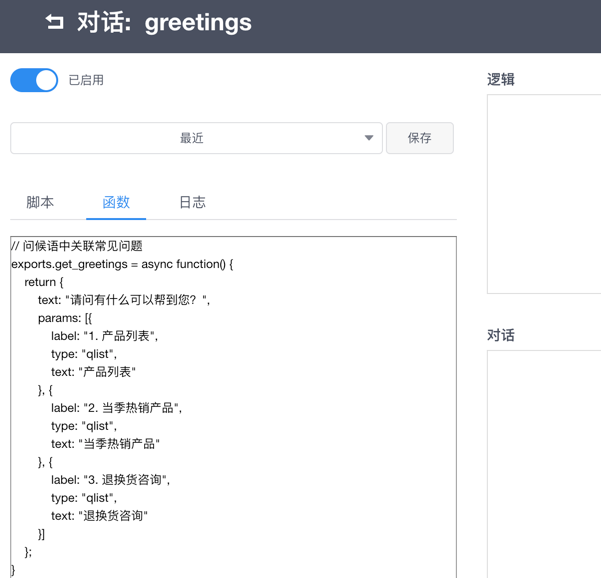 对话: greetings
已启用
逻辑
最近
保存
脚本
函数
日志
// 问候语中关联常见问题
exports.get_greetings = async function() {
return {
text: "请问有什么可以帮到您？",
params: [{
label: "1. 产品列表",
type: "qlist",
text: "产品列表"
}, {
label: "2. 当季热销产品",
type: "qlist",
text: "当季热销产品"
}, {
label: "3. 退换货咨询",
type: "qlist",
text: "退换货咨询"
}]
};
}
对话